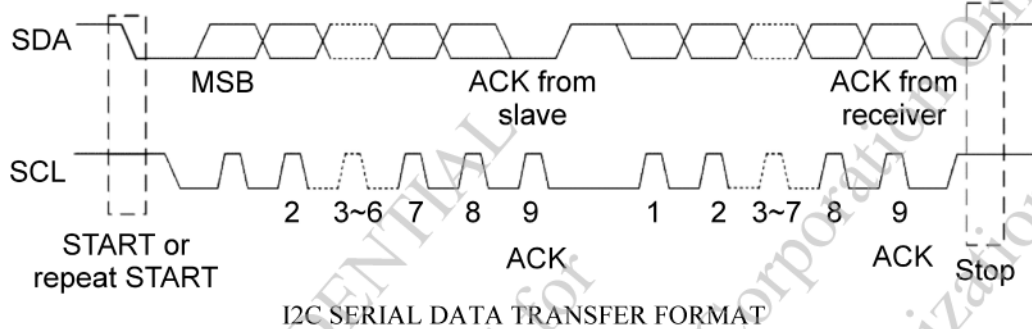 SDA
MSB
ACK from slave
ACK from receiver
SCL
2 3~6 7 8 9 1 2 3~7 8 9
START or repeat START
ACK
ACK
Stop
I2C SERIAL DATA TRANSFER FORMAT
for